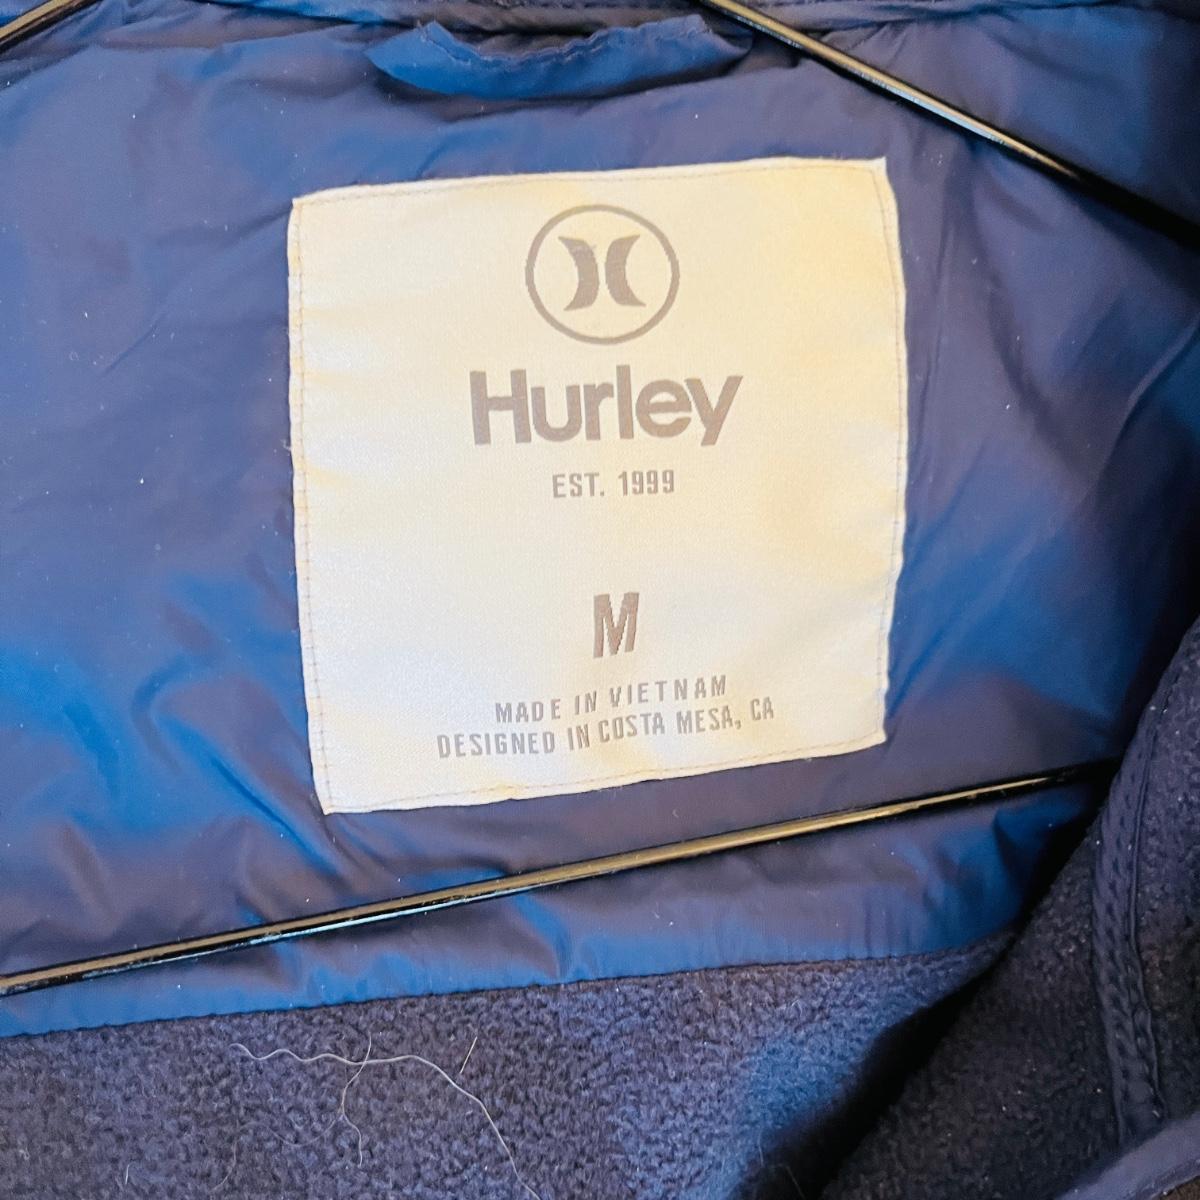 Hurley
EST. 1999
M
MADE IN VIETNAM
DESIGNED IN COSTA MESA, CA